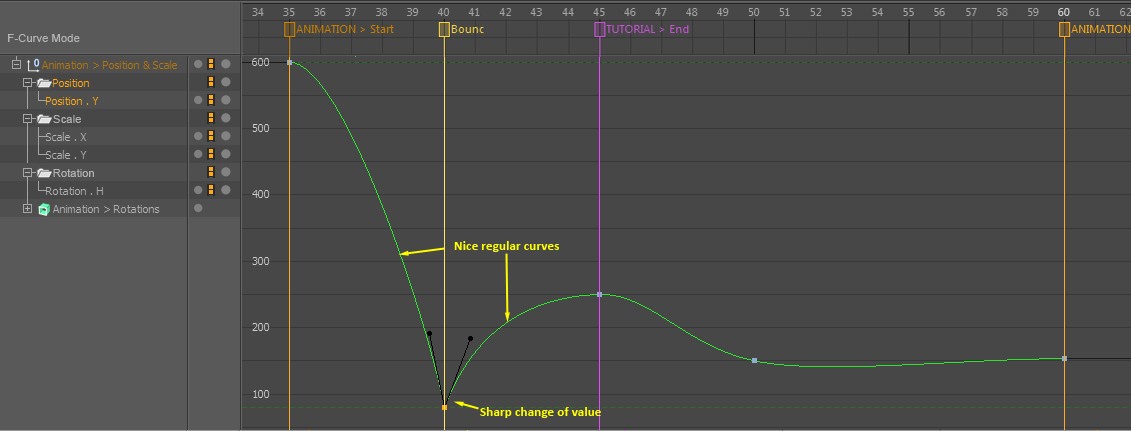 34 35 36 37 38 39 40 41 42 43 44 45 46 47 48 49 50 51 52 53 54 55 56 57 58 59 60 61 62
ANIMATION > Start Bounc TUTORIAL > End ANIMATION
F-Curve Mode
Animation > Position & Scale
Position
Position . Y
Scale
Scale . X
Scale . Y
Rotation
Rotation . H
Animation > Rotations
600
500
400
300
200
100
Nice regular curves
Sharp change of value